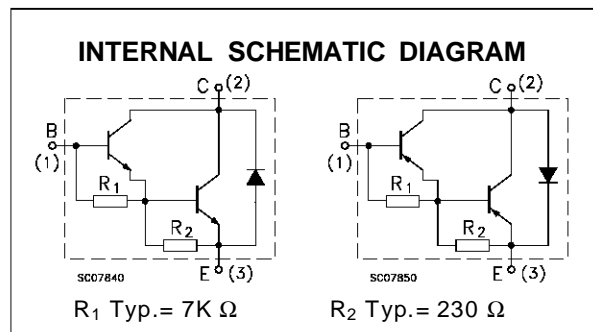 INTERNAL SCHEMATIC DIAGRAM
C (2)
B
(1)
R1
R2
SC07840
E (3)
C (2)
B
(1)
R1
R2
SC07850
E (3)
R1 Typ.= 7K Ω
R2 Typ.= 230 Ω